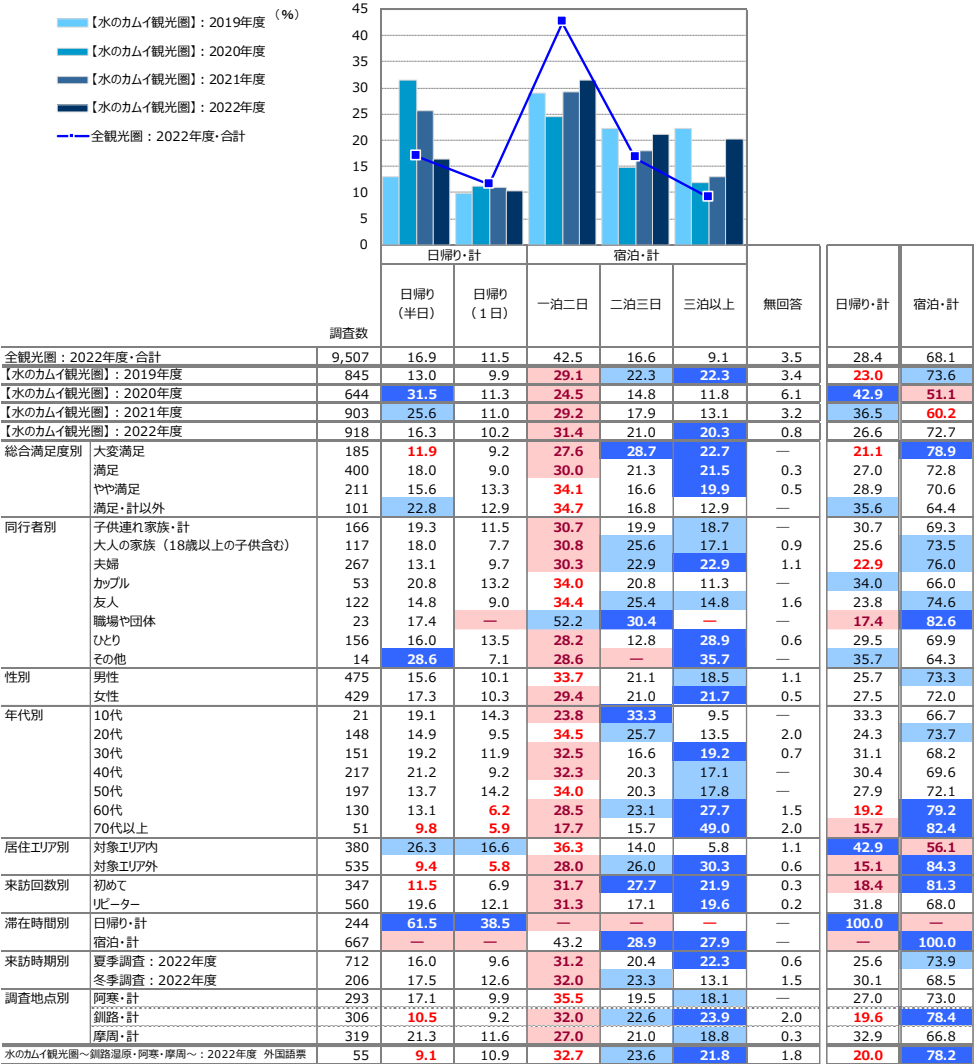 (%)
【水のカムイ観光圏】：2019年度
【水のカムイ観光圏】：2020年度
【水のカムイ観光圏】：2021年度
【水のカムイ観光圏】：2022年度
全観光圏：2022年度・合計
45
40
35
30
25
20
15
10
5
0
日帰り・計 宿泊・計
調査数 日帰り（半日） 日帰り（1日） 一泊二日 二泊三日 三泊以上 無回答 日帰り・計 宿泊・計
全観光圏：2022年度・合計 9,507 16.9 11.5 42.5 16.6 9.1 3.5 28.4 68.1
【水のカムイ観光圏】：2019年度 845 13.0 9.9 29.1 22.3 22.3 3.4 23.0 73.6
【水のカムイ観光圏】：2020年度 644 31.5 11.3 24.5 14.8 11.8 6.1 42.9 51.1
【水のカムイ観光圏】：2021年度 903 25.6 11.0 29.2 17.9 13.1 3.2 36.5 60.2
【水のカムイ観光圏】：2022年度 918 16.3 10.2 31.4 21.0 20.3 0.8 26.6 72.7
総合満足度別 大変満足 185 11.9 9.2 27.6 28.7 22.7 — 21.1 78.9
満足 400 18.0 9.0 30.0 21.3 21.5 0.3 27.0 72.8
やや満足 211 15.6 13.3 34.1 16.6 19.9 0.5 28.9 70.6
満足・計以外 101 22.8 12.9 34.7 16.8 12.9 — 35.6 64.4
同行者別 子供連れ家族・計 166 19.3 11.5 30.7 19.9 18.7 — 30.7 69.3
大人の家族（18歳以上の子供含む） 117 18.0 7.7 30.8 25.6 17.1 0.9 25.6 73.5
夫婦 267 13.1 9.7 30.3 22.9 22.9 1.1 22.9 76.0
カップル 53 20.8 13.2 34.0 20.8 11.3 — 34.0 66.0
友人 122 14.8 9.0 34.4 25.4 14.8 1.6 23.8 74.6
職場や団体 23 17.4 — 52.2 30.4 — — 17.4 82.6
ひとり 156 16.0 13.5 28.2 12.8 28.9 0.6 29.5 69.9
その他 14 28.6 7.1 28.6 — 35.7 — 35.7 64.3
性別 男性 475 15.6 10.1 33.7 21.1 18.5 1.1 25.7 73.3
女性 429 17.3 10.3 29.4 21.0 21.7 0.5 27.5 72.0
年代別 10代 21 19.1 14.3 23.8 33.3 9.5 — 33.3 66.7
20代 148 14.9 9.5 34.5 25.7 13.5 2.0 24.3 73.7
30代 151 19.2 11.9 32.5 16.6 19.2 0.7 31.1 68.2
40代 217 21.2 9.2 32.3 20.3 17.1 — 30.4 69.6
50代 197 13.7 14.2 34.0 20.3 17.8 — 27.9 72.1
60代 130 13.1 6.2 28.5 23.1 27.7 1.5 19.2 79.2
70代以上 51 9.8 5.9 17.7 15.7 49.0 2.0 15.7 82.4
居住エリア別 対象エリア内 380 26.3 16.6 36.3 14.0 5.8 1.1 42.9 56.1
対象エリア外 535 9.4 5.8 28.0 26.0 30.3 0.6 15.1 84.3
来訪回数別 初めて 347 11.5 6.9 31.7 27.7 21.9 0.3 18.4 81.3
リピーター 560 19.6 12.1 31.3 17.1 19.6 0.2 31.8 68.0
滞在時間別 日帰り・計 244 61.5 38.5 — — — — 100.0 —
宿泊・計 667 — — 43.2 28.9 27.9 — — 100.0
来訪時期別 夏季調査：2022年度 712 16.0 9.6 31.2 20.4 22.3 0.6 25.6 73.9
冬季調査：2022年度 206 17.5 12.6 32.0 23.3 13.1 1.5 30.1 68.5
調査地点別 阿寒・計 293 17.1 9.9 35.5 19.5 18.1 — 27.0 73.0
釧路・計 306 10.5 9.2 32.0 22.6 23.9 2.0 19.6 78.4
摩周・計 319 21.3 11.6 27.0 21.0 18.8 0.3 32.9 66.8
水のカムイ観光圏～釧路湿原・阿寒・摩周～：2022年度 外国語票 55 9.1 10.9 32.7 23.6 21.8 1.8 20.0 78.2